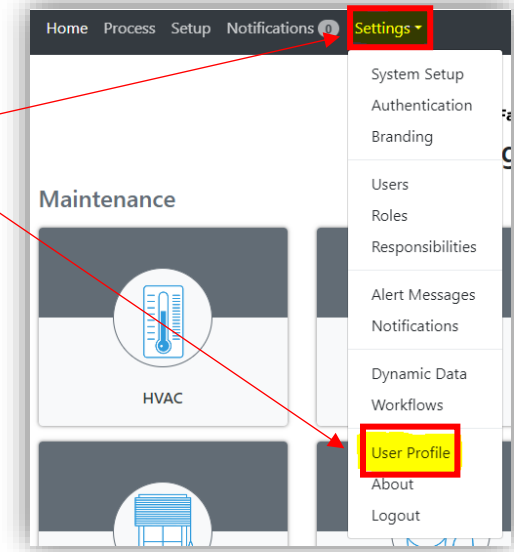 Home Process Setup Notifications 0 Settings
System Setup
Authentication
Branding
Maintenance
Users
Roles
Responsibilities
Alert Messages
Notifications
HVAC
Dynamic Data
Workflows
User Profile
About
Logout